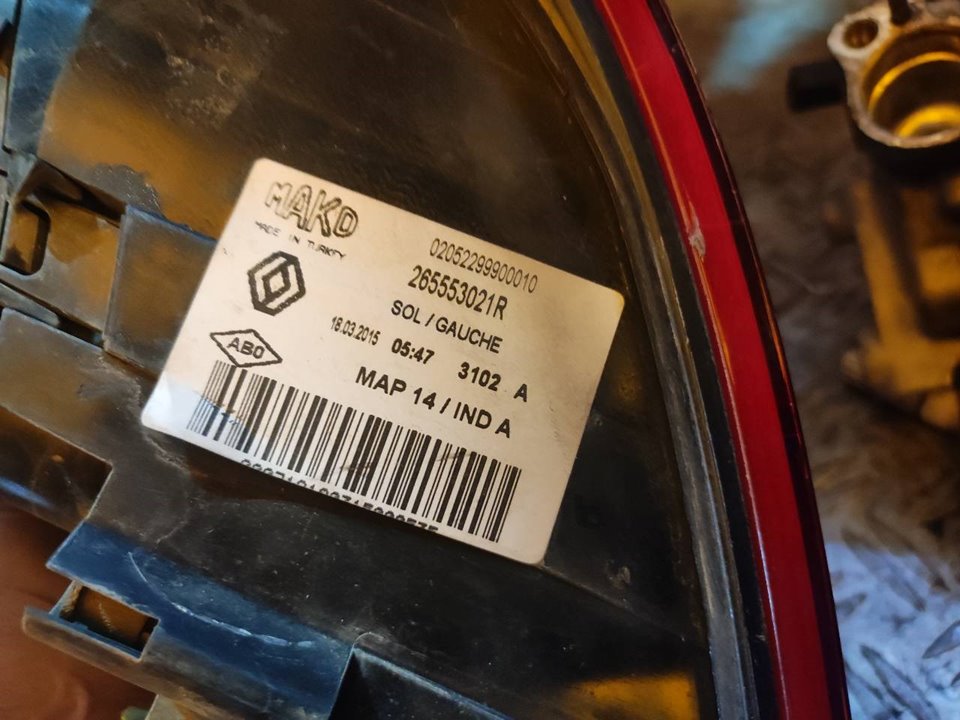 MAKO
MADE IN TURKEY
02052299900010
265553021R
SOL / GAUCHE
18.03.2015 05:47 3102 A
ABO
MAP 14 / IND A